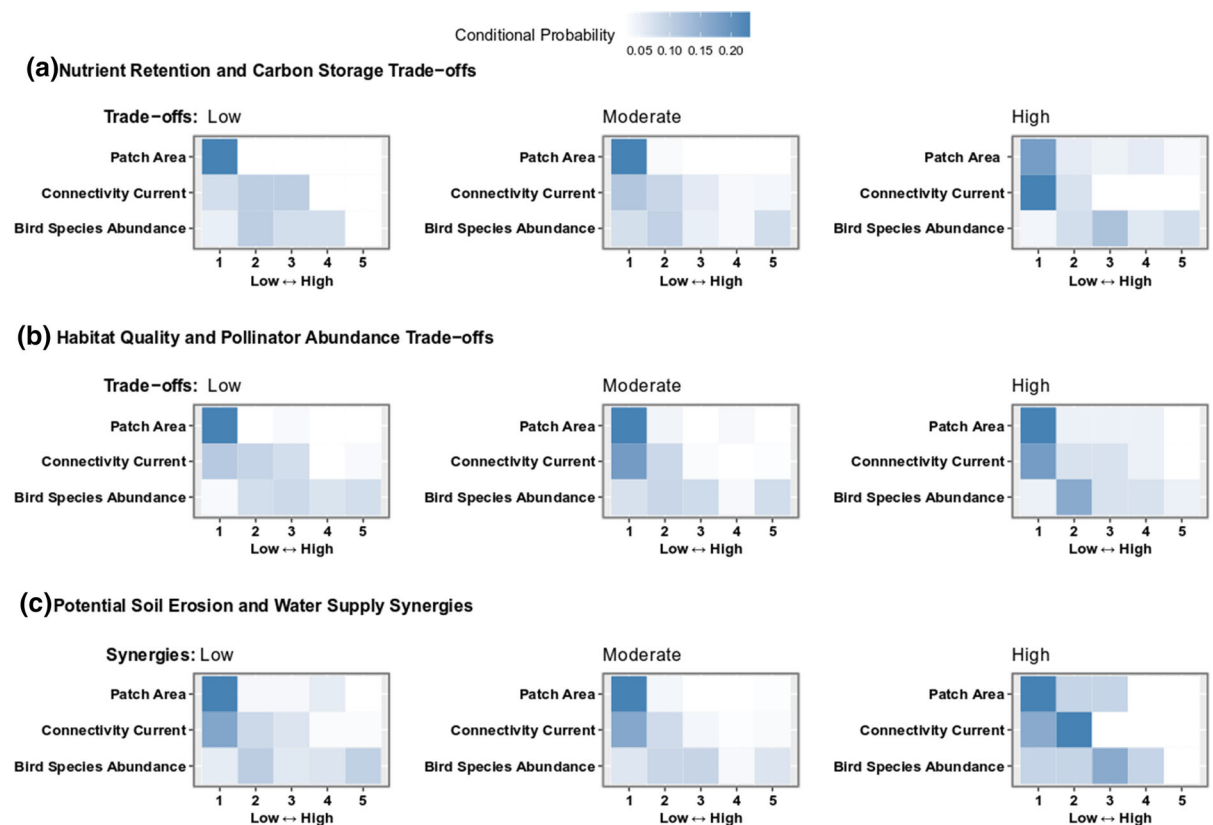 Conditional Probability
0.05 0.10 0.15 0.20
(a) Nutrient Retention and Carbon Storage Trade−offs
Trade−offs: Low
Moderate
High
Patch Area
Connectivity Current
Bird Species Abundance
1 2 3 4 5
Low ↔ High
Patch Area
Connectivity Current
Bird Species Abundance
1 2 3 4 5
Low ↔ High
Patch Area
Connectivity Current
Bird Species Abundance
1 2 3 4 5
Low ↔ High
(b) Habitat Quality and Pollinator Abundance Trade−offs
Trade−offs: Low
Moderate
High
Patch Area
Connectivity Current
Bird Species Abundance
1 2 3 4 5
Low ↔ High
Patch Area
Connectivity Current
Bird Species Abundance
1 2 3 4 5
Low ↔ High
Patch Area
Connnectivity Current
Bird Species Abundance
1 2 3 4 5
Low ↔ High
(c) Potential Soil Erosion and Water Supply Synergies
Synergies: Low
Moderate
High
Patch Area
Connectivity Current
Bird Species Abundance
1 2 3 4 5
Low ↔ High
Patch Area
Connectivity Current
Bird Species Abundance
1 2 3 4 5
Low ↔ High
Patch Area
Connectivity Current
Bird Species Abundance
1 2 3 4 5
Low ↔ High